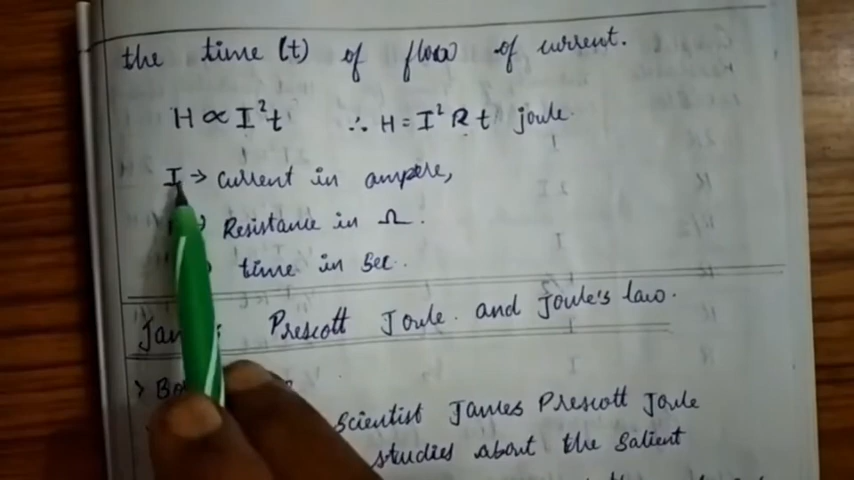 the time (t) of flow of current.
H ∝ I²t ∴ H = I² R t joule.
I → current in ampere,
Resistance in Ω.
time in Sec.
Prescott Joule. and Joule's law.
Scientist James Prescott Joule
studies about the Salient